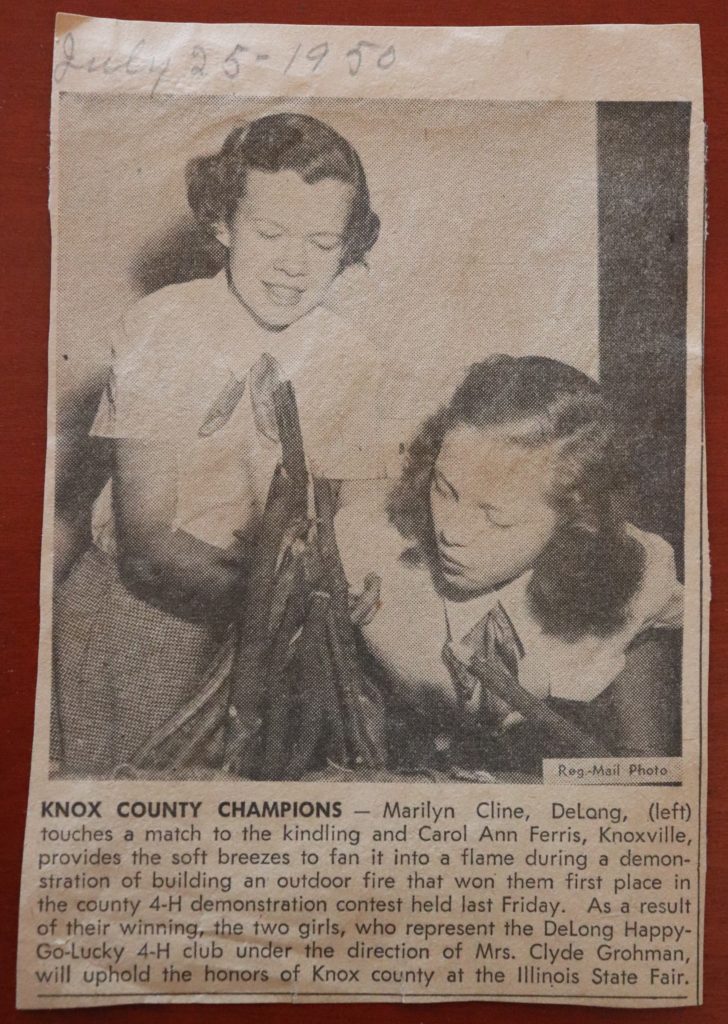 July 25-1950
Reg.-Mail Photo
KNOX COUNTY CHAMPIONS — Marilyn Cline, DeLong, (left)
touches a match to the kindling and Carol Ann Ferris, Knoxville,
provides the soft breezes to fan it into a flame during a demon-
stration of building an outdoor fire that won them first place in
the county 4-H demonstration contest held last Friday. As a result
of their winning, the two girls, who represent the DeLong Happy-
Go-Lucky 4-H club under the direction of Mrs. Clyde Grohman,
will uphold the honors of Knox county at the Illinois State Fair.